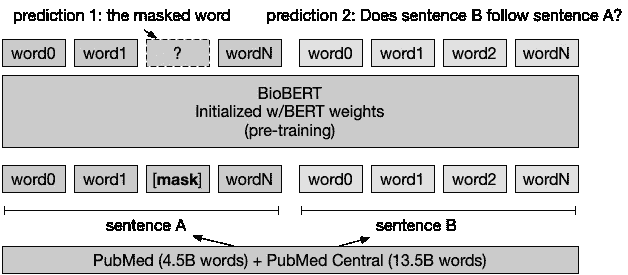 prediction 1: the masked word prediction 2: Does sentence B follow sentence A?
word0 word1 ? wordN word0 word1 word2 wordN
BioBERT
Initialized w/BERT weights
(pre-training)
word0 word1 [mask] wordN word0 word1 word2 wordN
sentence A sentence B
PubMed (4.5B words) + PubMed Central (13.5B words)